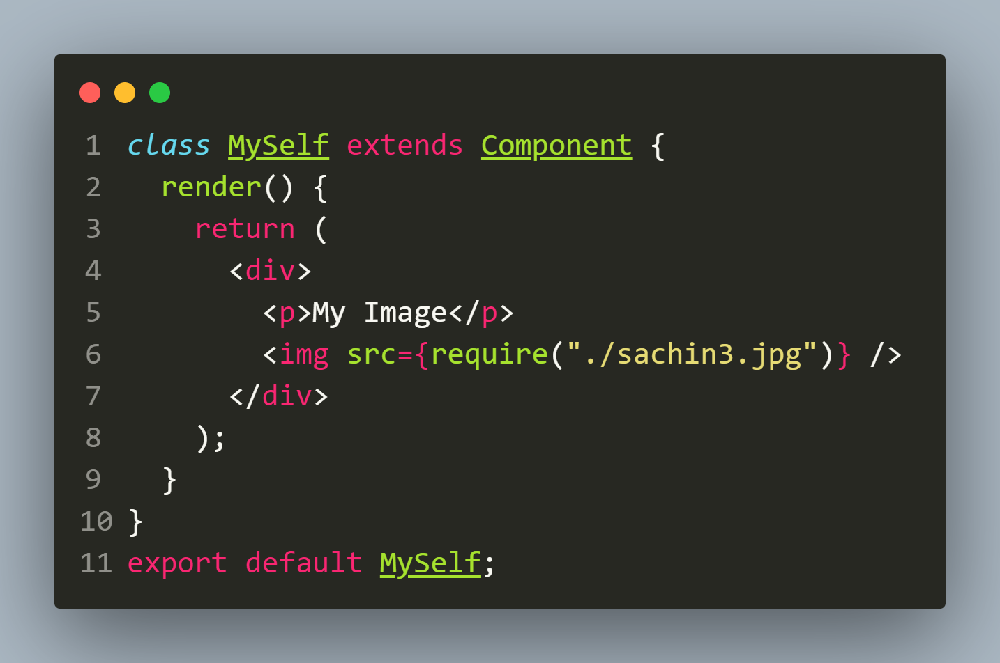 1 class MySelf extends Component {
2   render() {
3     return (
4       <div>
5         <p>My Image</p>
6         <img src={require("./sachin3.jpg")} />
7       </div>
8     );
9   }
10 }
11 export default MySelf;